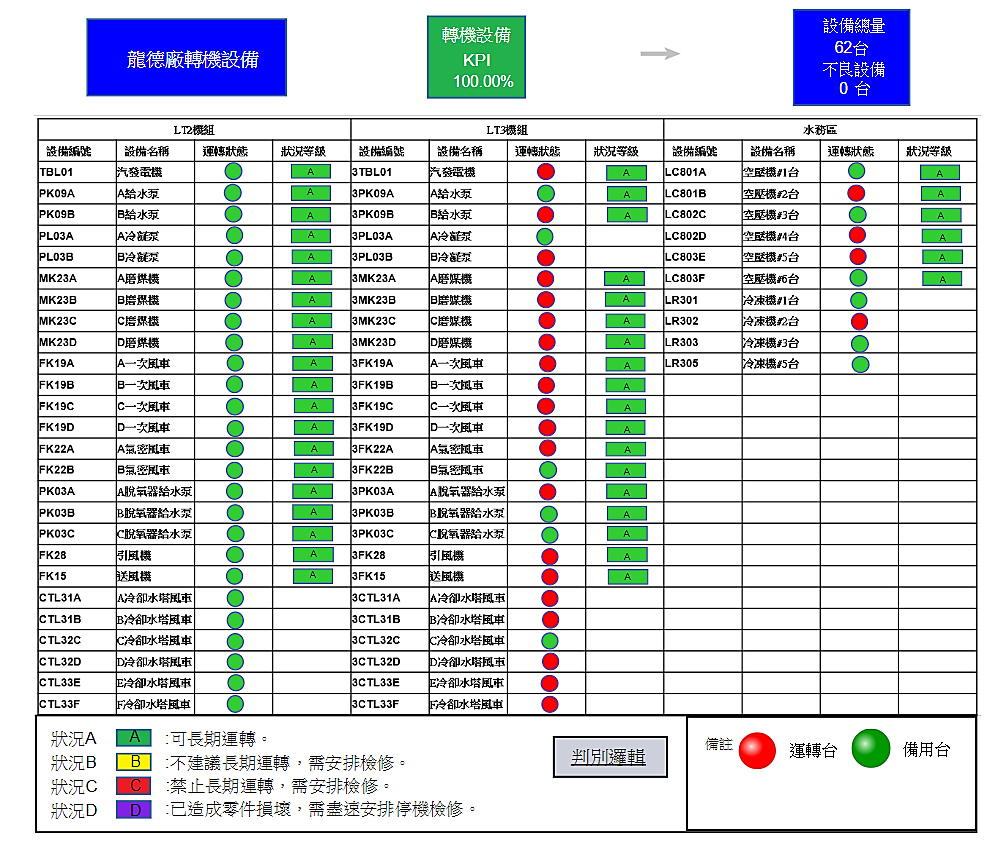 龍德廠轉機設備
轉機設備
KPI
100.00%
設備總量
62台
不良設備
0 台
LT2機組 LT3機組 水務區
設備編號 設備名稱 運轉狀態 狀況等級 設備編號 設備名稱 運轉狀態 狀況等級 設備編號 設備名稱 運轉狀態 狀況等級
TBL01 汽發電機 A 3TBL01 汽發電機 A LC801A 空壓機#1台 A
PK09A A給水泵 A 3PK09A A給水泵 A LC801B 空壓機#2台 A
PK09B B給水泵 A 3PK09B B給水泵 A LC802C 空壓機#3台 A
PL03A A冷凝泵 A 3PL03A A冷凝泵 LC802D 空壓機#4台 A
PL03B B冷凝泵 A 3PL03B B冷凝泵 LC803E 空壓機#5台 A
MK23A A磨煤機 A 3MK23A A磨煤機 A LC803F 空壓機#6台 A
MK23B B磨煤機 A 3MK23B B磨煤機 A LR301 冷凍機#1台
MK23C C磨煤機 A 3MK23C C磨煤機 A LR302 冷凍機#2台
MK23D D磨煤機 A 3MK23D D磨煤機 A LR303 冷凍機#3台
FK19A A一次風車 A 3FK19A A一次風車 A LR305 冷凍機#5台
FK19B B一次風車 A 3FK19B B一次風車 A
FK19C C一次風車 A 3FK19C C一次風車 A
FK19D D一次風車 A 3FK19D D一次風車 A
FK22A A氣密風車 A 3FK22A A氣密風車 A
FK22B B氣密風車 A 3FK22B B氣密風車 A
PK03A A脫氧器給水泵 A 3PK03A A脫氧器給水泵 A
PK03B B脫氧器給水泵 A 3PK03B B脫氧器給水泵 A
PK03C C脫氧器給水泵 A 3PK03C C脫氧器給水泵 A
FK28 引風機 A 3FK28 引風機 A
FK15 送風機 A 3FK15 送風機 A
CTL31A A冷卻水塔風車 3CTL31A A冷卻水塔風車
CTL31B B冷卻水塔風車 3CTL31B B冷卻水塔風車
CTL32C C冷卻水塔風車 3CTL32C C冷卻水塔風車
CTL32D D冷卻水塔風車 3CTL32D D冷卻水塔風車
CTL33E E冷卻水塔風車 3CTL33E E冷卻水塔風車
CTL33F F冷卻水塔風車 3CTL33F F冷卻水塔風車
狀況A A :可長期運轉。
狀況B B :不建議長期運轉，需安排檢修。
狀況C C :禁止長期運轉，需安排檢修。
狀況D D :已造成零件損壞，需盡速安排停機檢修。
判別邏輯
備註 運轉台 備用台